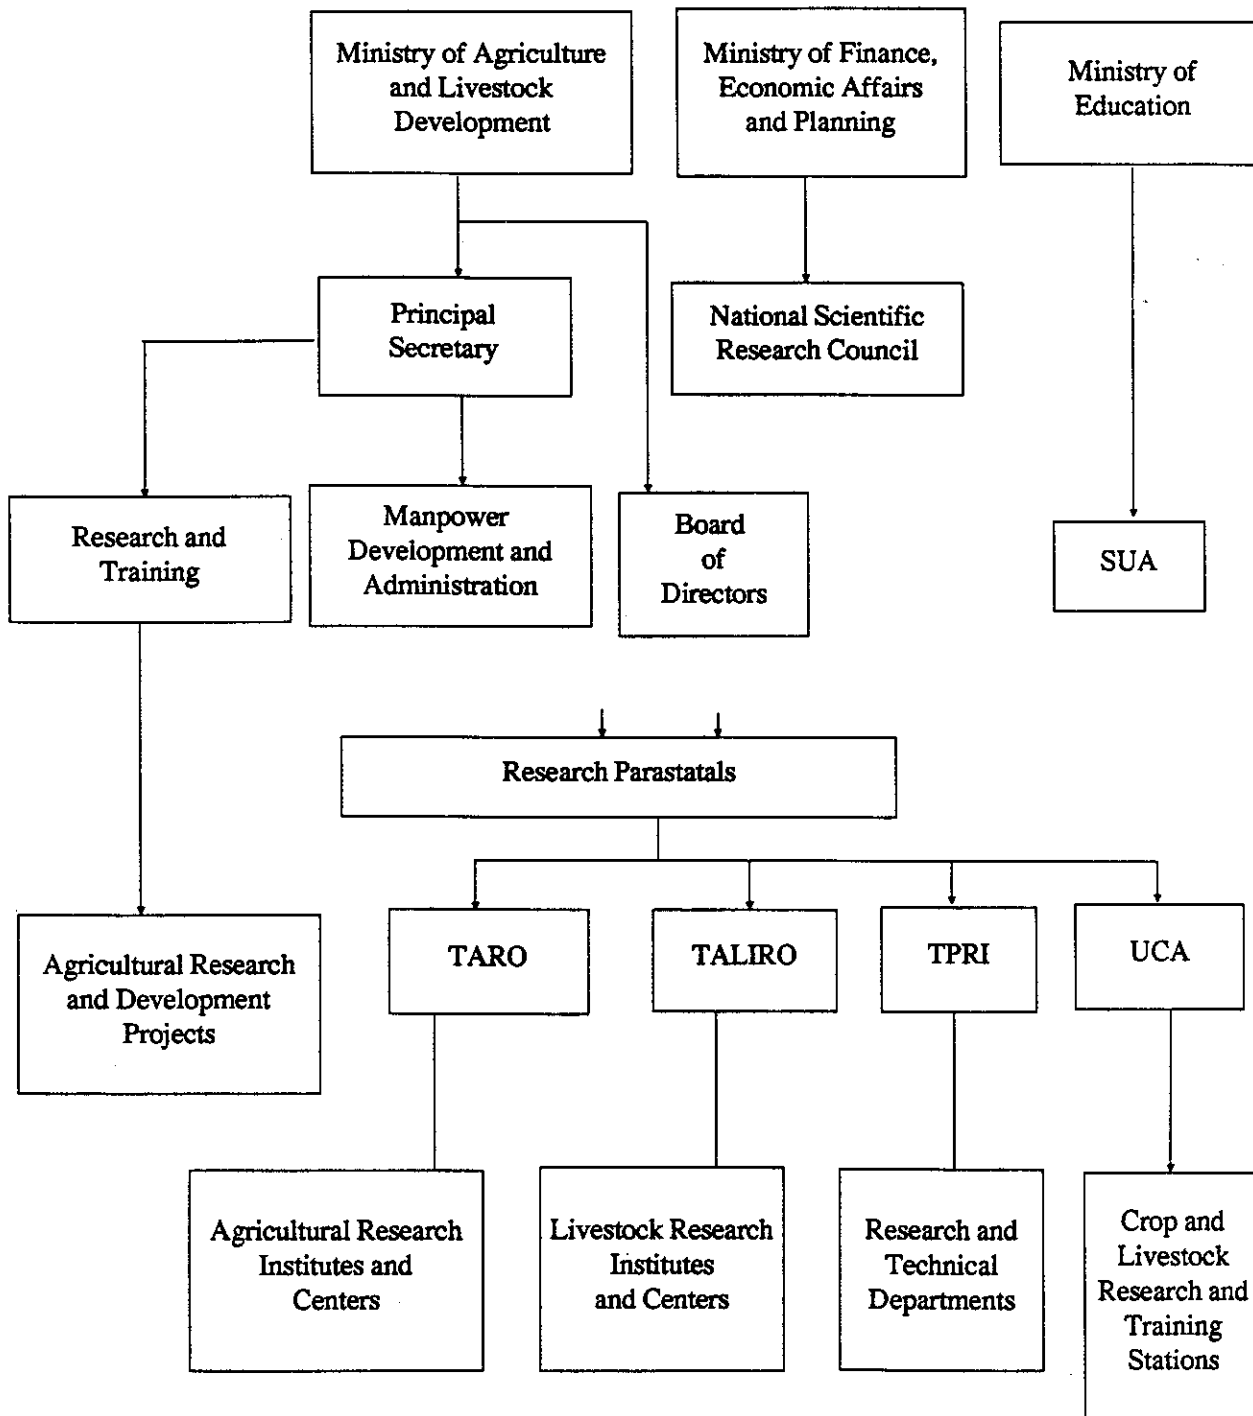 Ministry of Agriculture
and Livestock
Development
Ministry of Finance,
Economic Affairs
and Planning
Ministry of
Education
Principal
Secretary
National Scientific
Research Council
Research and
Training
Manpower
Development and
Administration
Board
of
Directors
SUA
Research Parastatals
Agricultural Research
and Development
Projects
TARO
TALIRO
TPRI
UCA
Agricultural Research
Institutes and
Centers
Livestock Research
Institutes
and Centers
Research and
Technical
Departments
Crop and
Livestock
Research and
Training
Stations